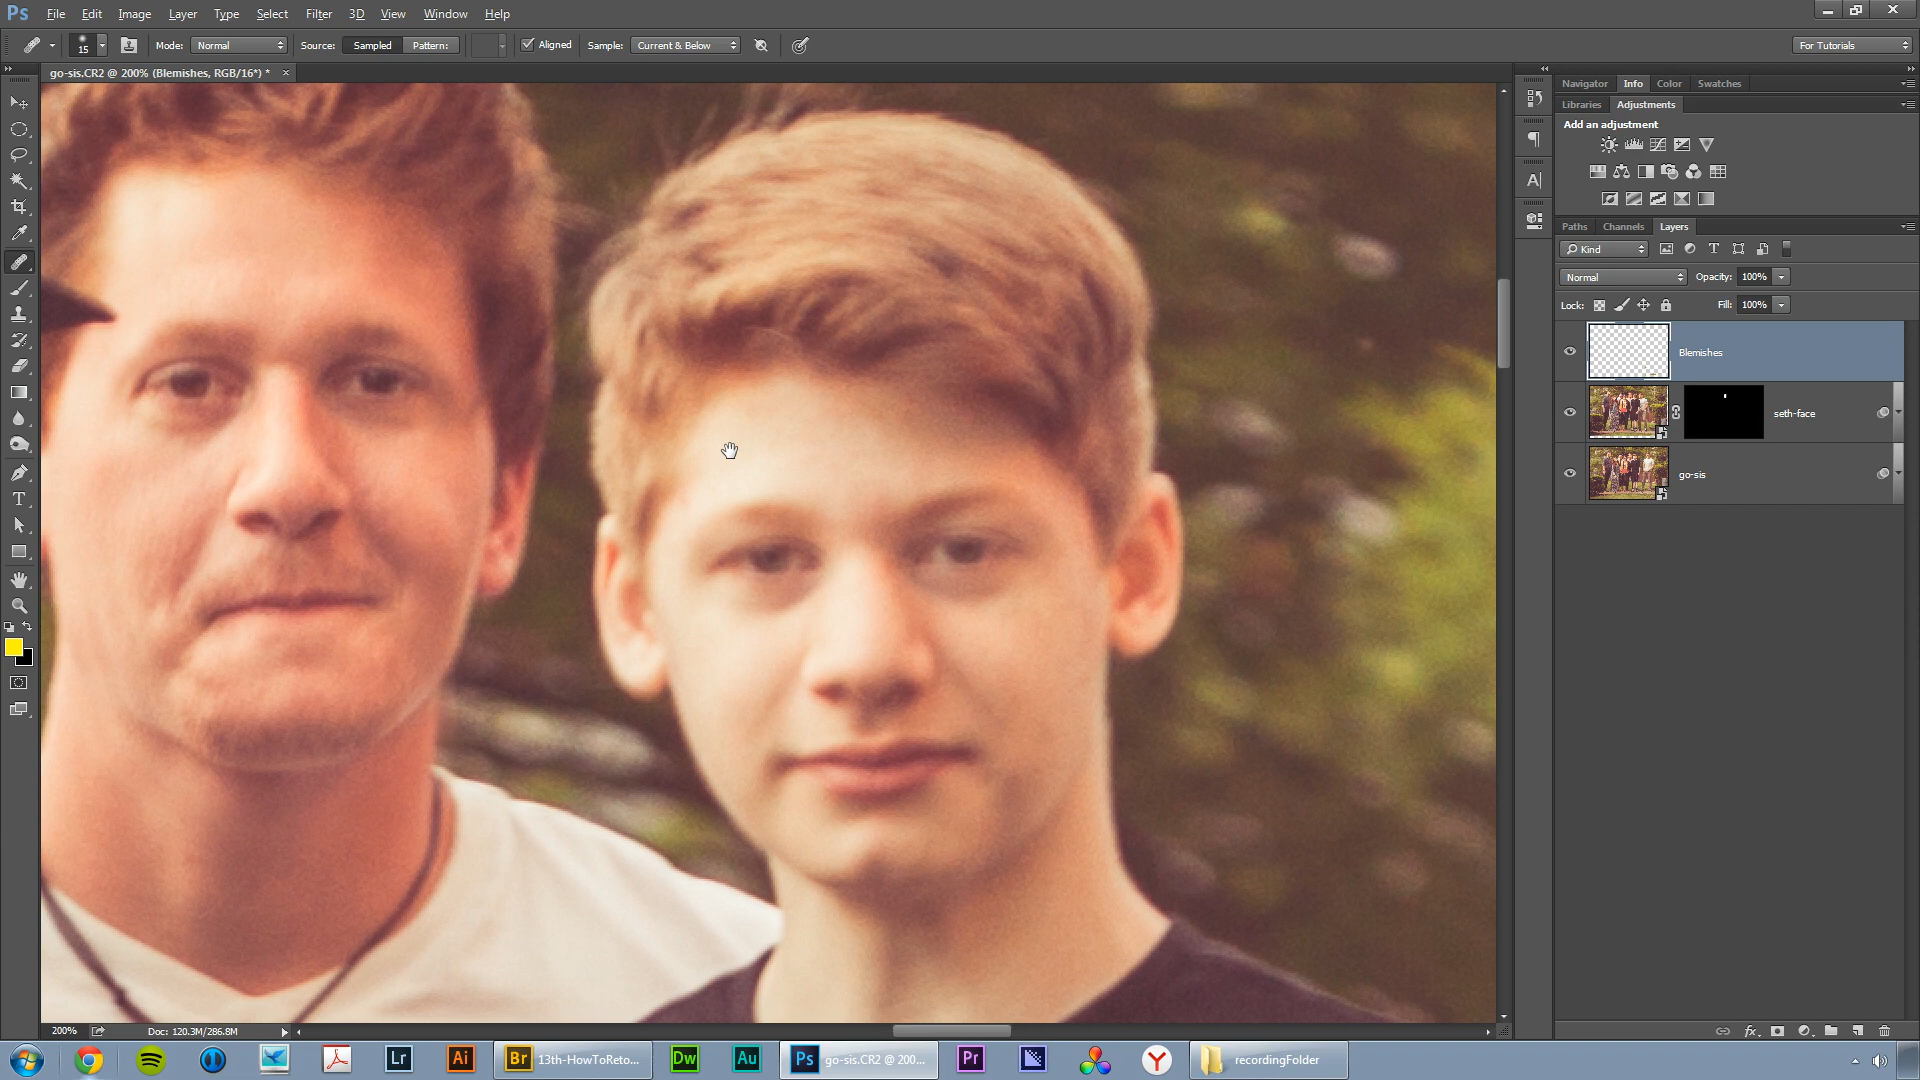 Ps File Edit Image Layer Type Select Filter 3D View Window Help
15 Mode: Normal Source: Sampled Pattern: Aligned Sample: Current & Below For Tutorials
go-sis.CR2 @ 200% (Blemishes, RGB/16*) * ×
Navigator Info Color Swatches
Libraries Adjustments
Add an adjustment
Paths Channels Layers
Kind
Normal Opacity: 100%
Lock: Fill: 100%
Blemishes
seth-face
go-sis
200% Doc: 120.3M/286.8M
Lr Ai Br 13th-HowToReto... Dw Au Ps go-sis.CR2 @ 200... Pr recordingFolder